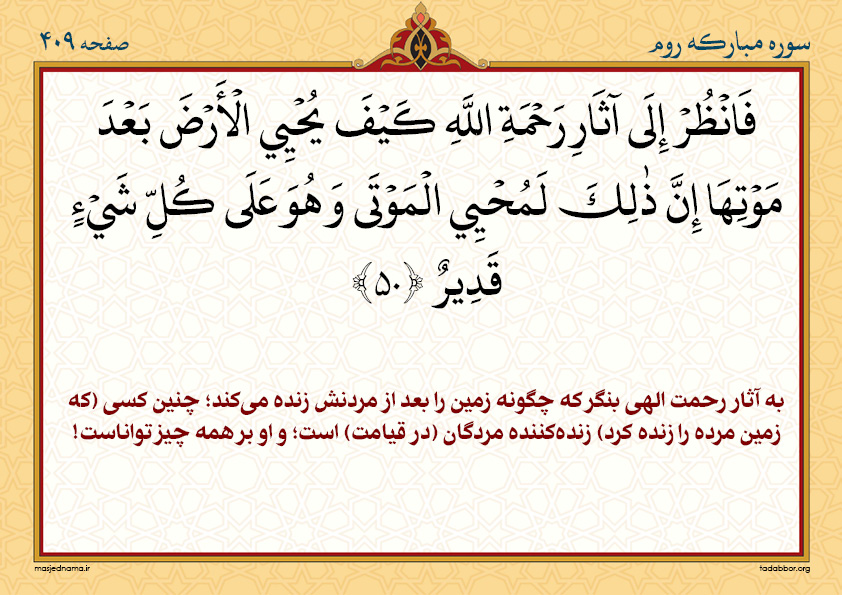 سوره مبارکه روم
صفحه ۴۰۹
فَانْظُرْ إِلَى آثَارِ رَحْمَةِ اللَّهِ كَيْفَ يُحْيِي الْأَرْضَ بَعْدَ
مَوْتِهَا إِنَّ ذَٰلِكَ لَمُحْيِي الْمَوْتَى وَهُوَ عَلَى كُلِّ شَيْءٍ
قَدِيرٌ ﴿۵۰﴾
به آثار رحمت الهی بنگر که چگونه زمین را بعد از مردنش زنده می‌کند؛ چنین کسی (که
زمین مرده را زنده کرد) زنده‌کننده مردگان (در قیامت) است؛ و او بر همه چیز تواناست!
masjednama.ir
tadabbor.org